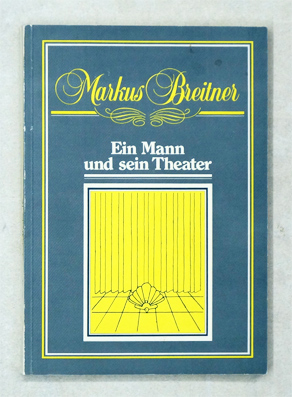 Markus Breitner
Ein Mann
und sein Theater